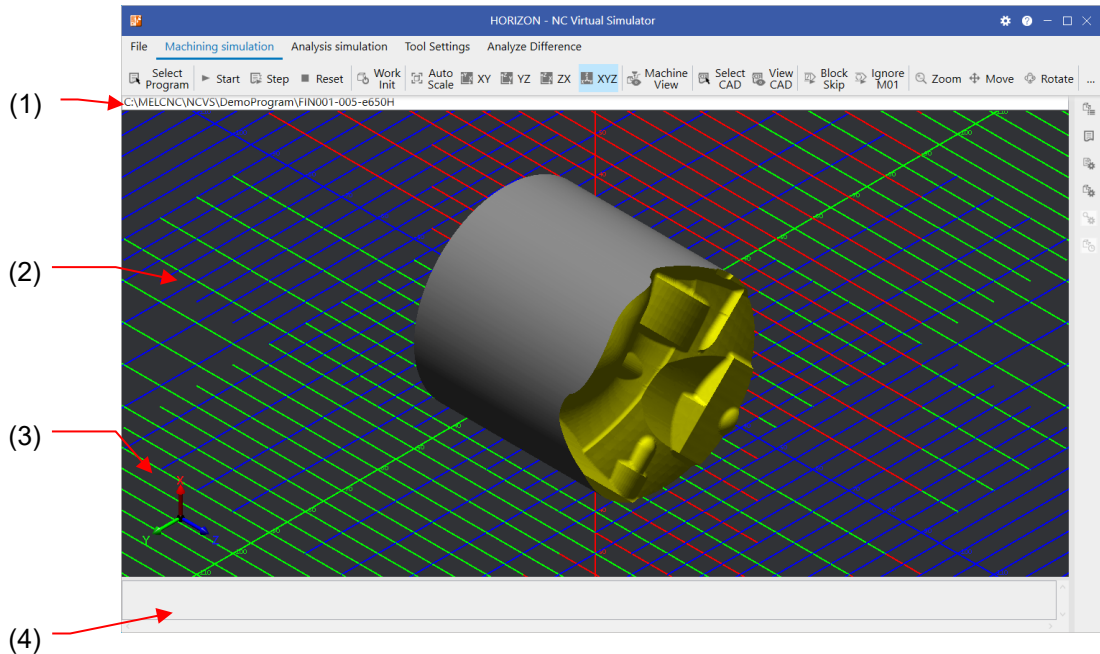 HORIZON - NC Virtual Simulator
File Machining simulation Analysis simulation Tool Settings Analyze Difference
Select Program Start Step Reset Work Init Auto Scale XY YZ ZX XYZ Machine View Select CAD View CAD Block Skip Ignore M01 Zoom Move Rotate ...
(1)
C:\MELCNC\NCVS\DemoProgram\FIN001-005-e650H
(2)
(3)
X
Y
Z
(4)